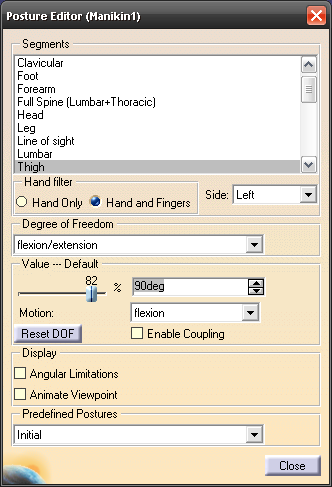 Posture Editor (Manikin1)
Segments
Clavicular
Foot
Forearm
Full Spine (Lumbar+Thoracic)
Head
Leg
Line of sight
Lumbar
Thigh
Hand filter
Hand Only Hand and Fingers
Side: Left
Degree of Freedom
flexion/extension
Value --- Default
82 % 90deg
Motion: flexion
Reset DOF Enable Coupling
Display
Angular Limitations
Animate Viewpoint
Predefined Postures
Initial
Close